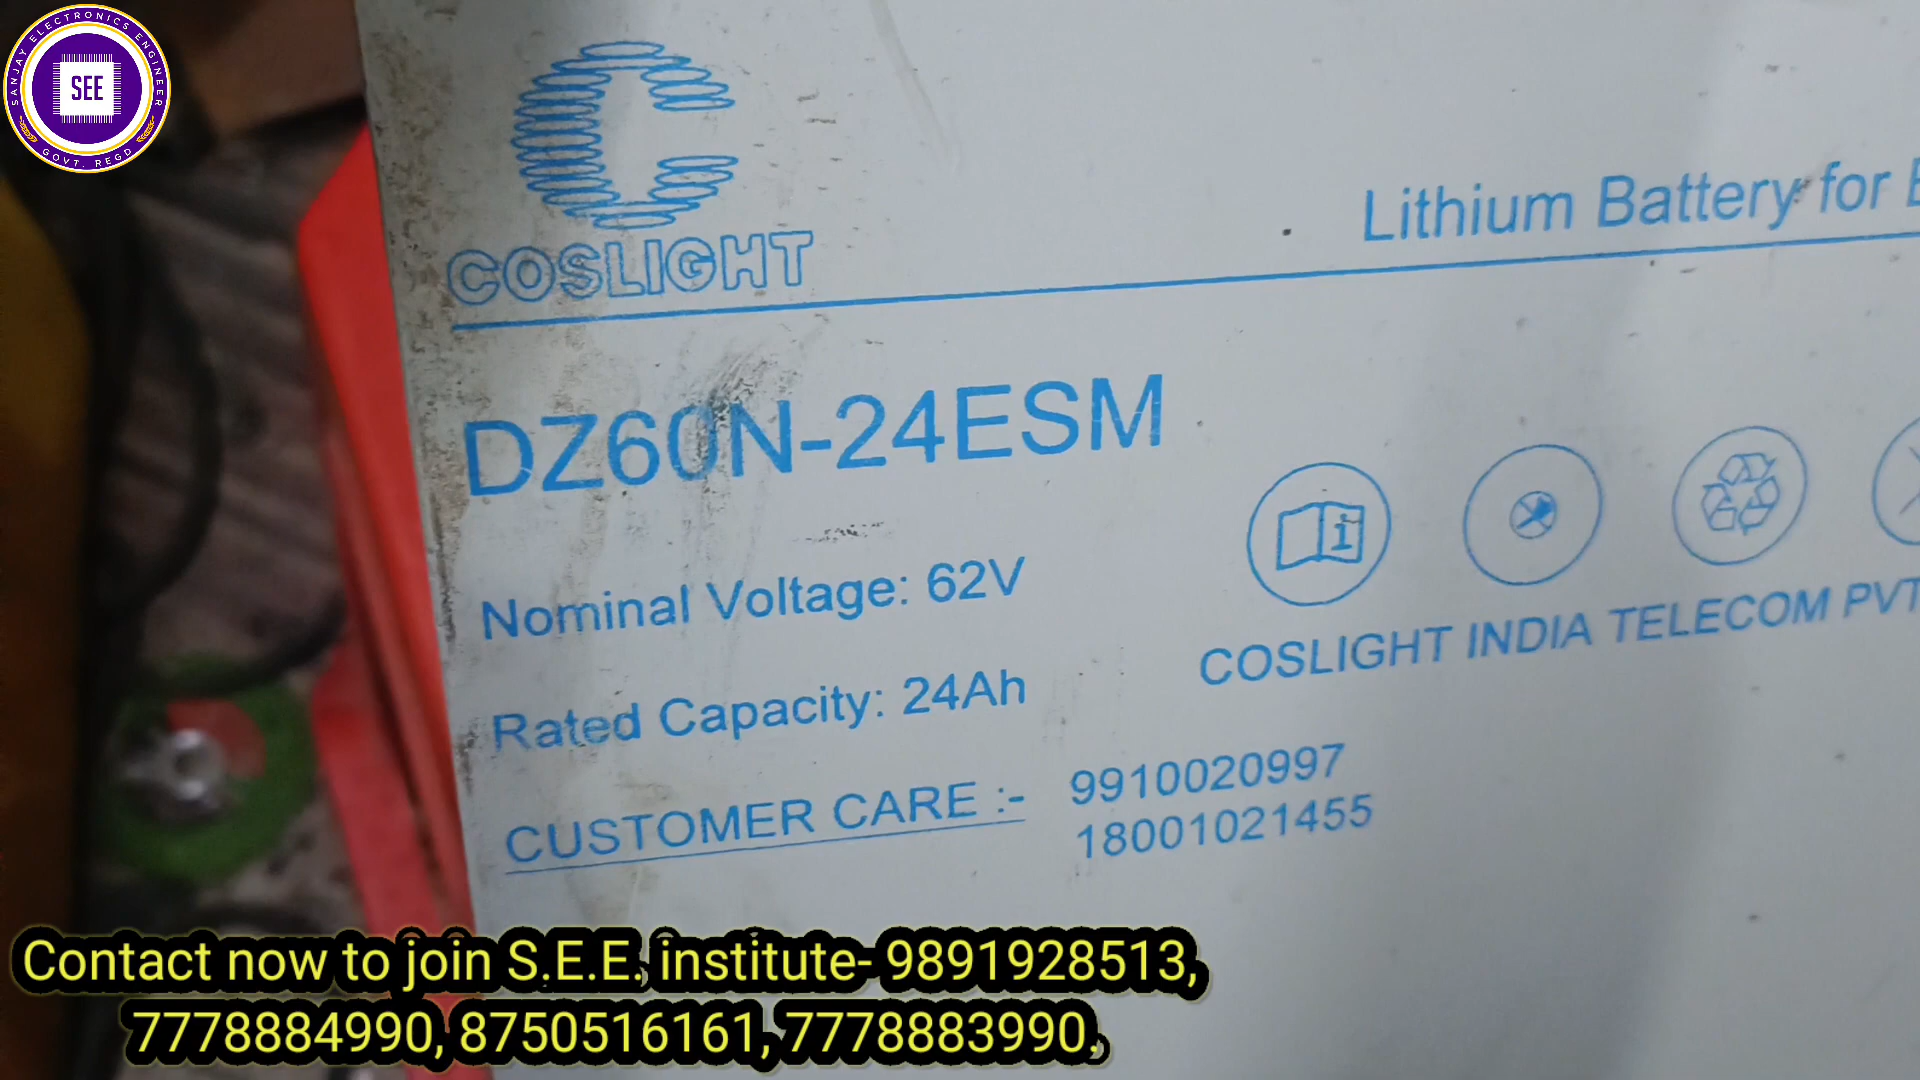 SANJAY ELECTRONICS ENGINEER
SEE
GOVT. REGD
COSLIGHT
Lithium Battery for
DZ60N-24ESM
Nominal Voltage: 62V
Rated Capacity: 24Ah
COSLIGHT INDIA TELECOM PVT
CUSTOMER CARE :- 9910020997
18001021455
Contact now to join S.E.E. institute- 9891928513,
7778884990, 8750516161, 7778883990.